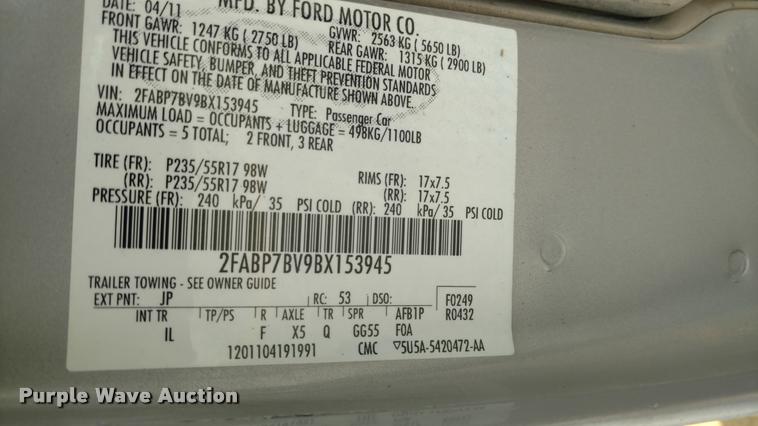 DATE: 04/11 MFD. BY FORD MOTOR CO.
FRONT GAWR: 1247 KG ( 2750 LB) GVWR: 2563 KG ( 5650 LB)
REAR GAWR: 1315 KG ( 2900 LB)
THIS VEHICLE CONFORMS TO ALL APPLICABLE FEDERAL MOTOR
VEHICLE SAFETY, BUMPER, AND THEFT PREVENTION STANDARDS
IN EFFECT ON THE DATE OF MANUFACTURE SHOWN ABOVE.
VIN: 2FABP7BV9BX153945 TYPE: Passenger Car
MAXIMUM LOAD = OCCUPANTS + LUGGAGE = 498KG/1100LB
OCCUPANTS = 5 TOTAL; 2 FRONT, 3 REAR
TIRE (FR): P235/55R17 98W RIMS (FR): 17x7.5
(RR): P235/55R17 98W (RR): 17x7.5
PRESSURE (FR): 240 kPa/ 35 PSI COLD (RR): 240 kPa/ 35 PSI COLD
2FABP7BV9BX153945
TRAILER TOWING - SEE OWNER GUIDE
EXT PNT: JP RC: 53 DSO: F0249
INT TR TP/PS R AXLE TR SPR AFB1P R0432
IL F X5 Q GG55 F0A
1201104191991 CMC ▽5U5A-5420472-AA
Purple Wave Auction